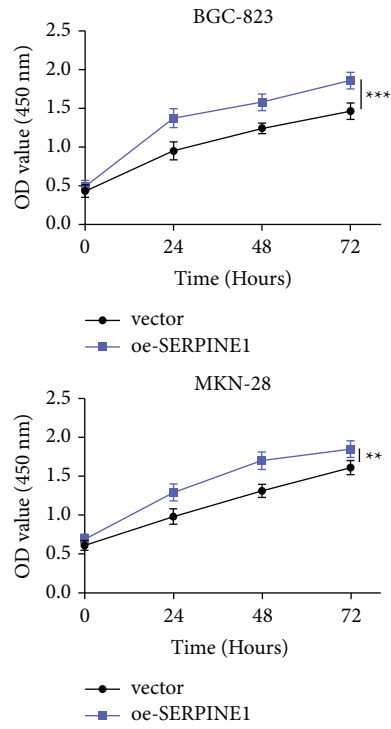 BGC-823
2.5
2.0
1.5
1.0
0.5
0.0
OD value (450 nm)
***
0 24 48 72
Time (Hours)
vector
oe-SERPINE1
MKN-28
2.5
2.0
1.5
1.0
0.5
0.0
OD value (450 nm)
**
0 24 48 72
Time (Hours)
vector
oe-SERPINE1